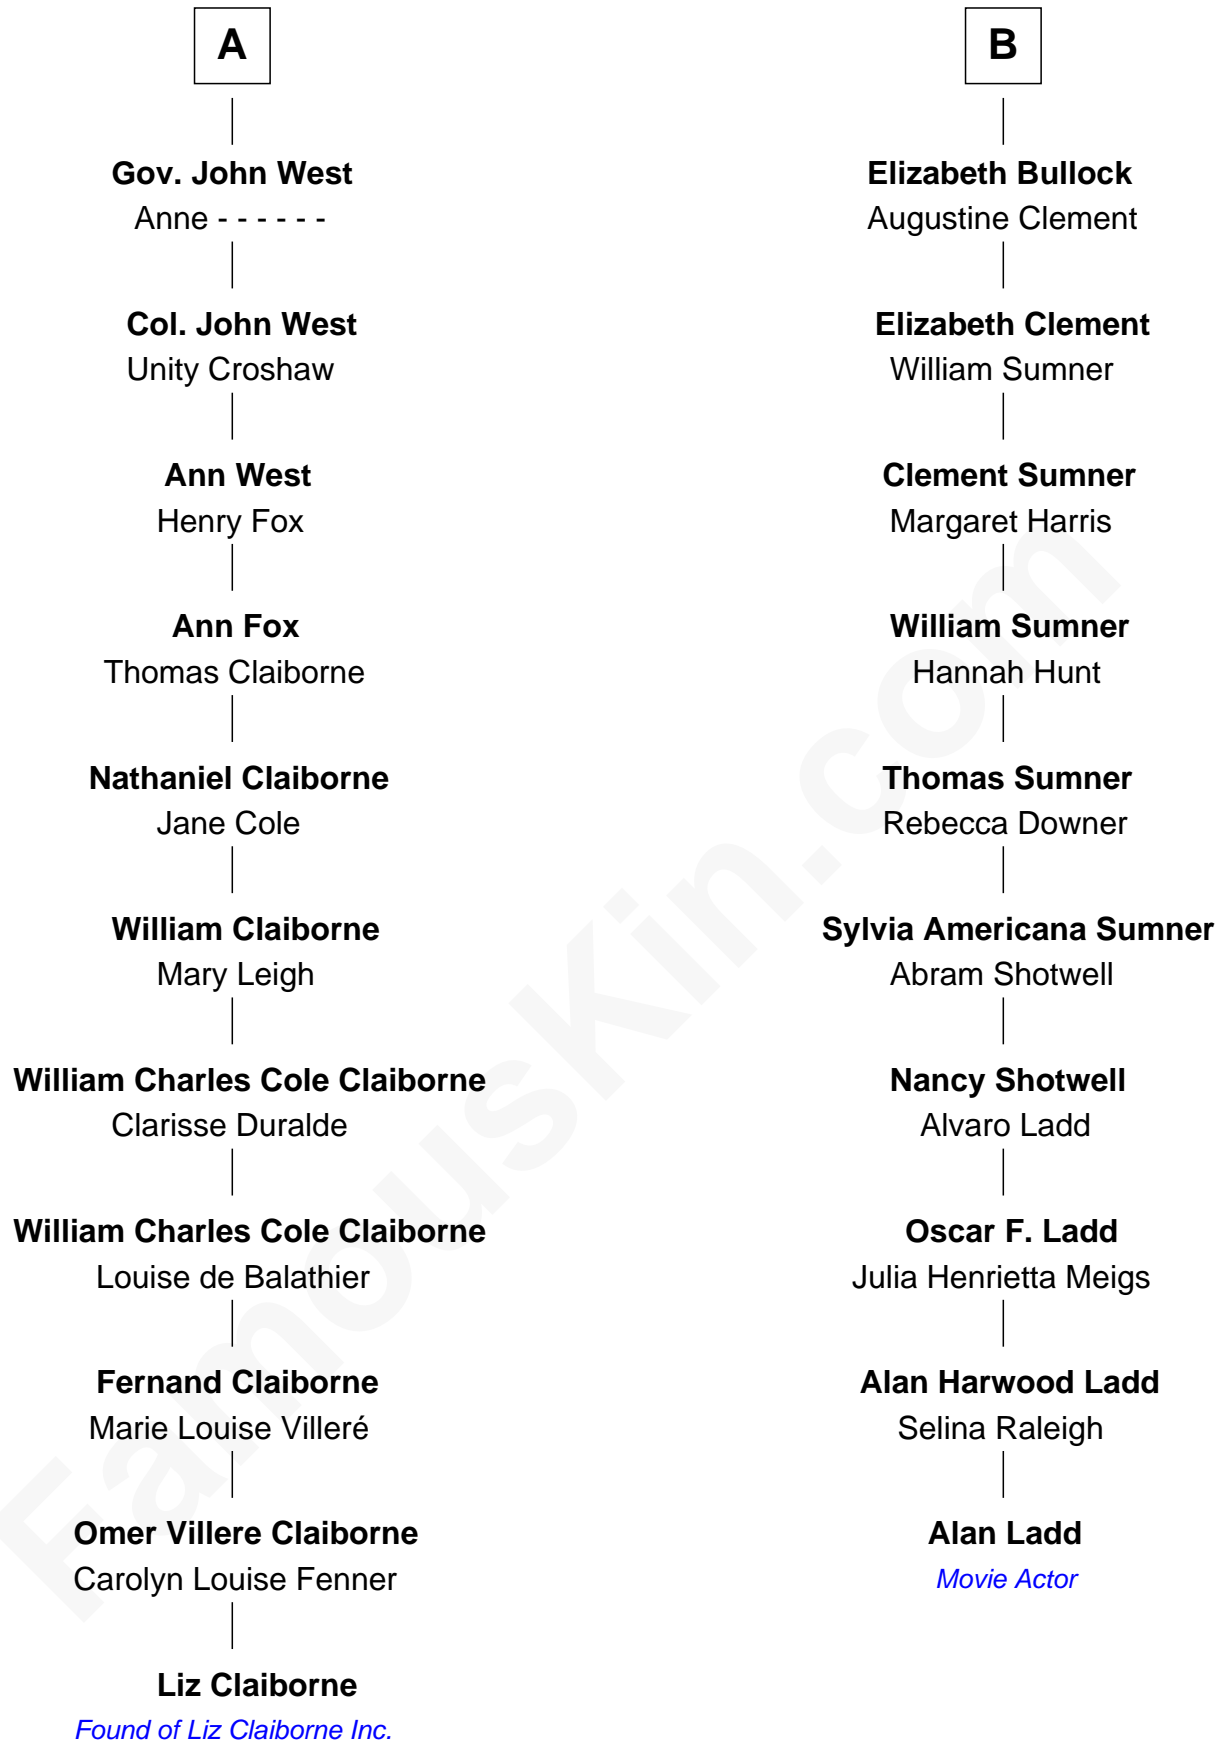 A
Gov. John West
Anne - - - - - -
Col. John West
Unity Croshaw
Ann West
Henry Fox
Ann Fox
Thomas Claiborne
Nathaniel Claiborne
Jane Cole
William Claiborne
Mary Leigh
William Charles Cole Claiborne
Clarisse Duralde
William Charles Cole Claiborne
Louise de Balathier
Fernand Claiborne
Marie Louise Villeré
Omer Villere Claiborne
Carolyn Louise Fenner
Liz Claiborne
Found of Liz Claiborne Inc.
B
Elizabeth Bullock
Augustine Clement
Elizabeth Clement
William Sumner
Clement Sumner
Margaret Harris
William Sumner
Hannah Hunt
Thomas Sumner
Rebecca Downer
Sylvia Americana Sumner
Abram Shotwell
Nancy Shotwell
Alvaro Ladd
Oscar F. Ladd
Julia Henrietta Meigs
Alan Harwood Ladd
Selina Raleigh
Alan Ladd
Movie Actor
FamousKin.com